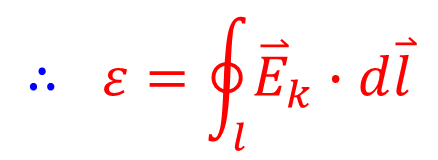 ∴ ε = ∮_l E⃗_k · dl⃗